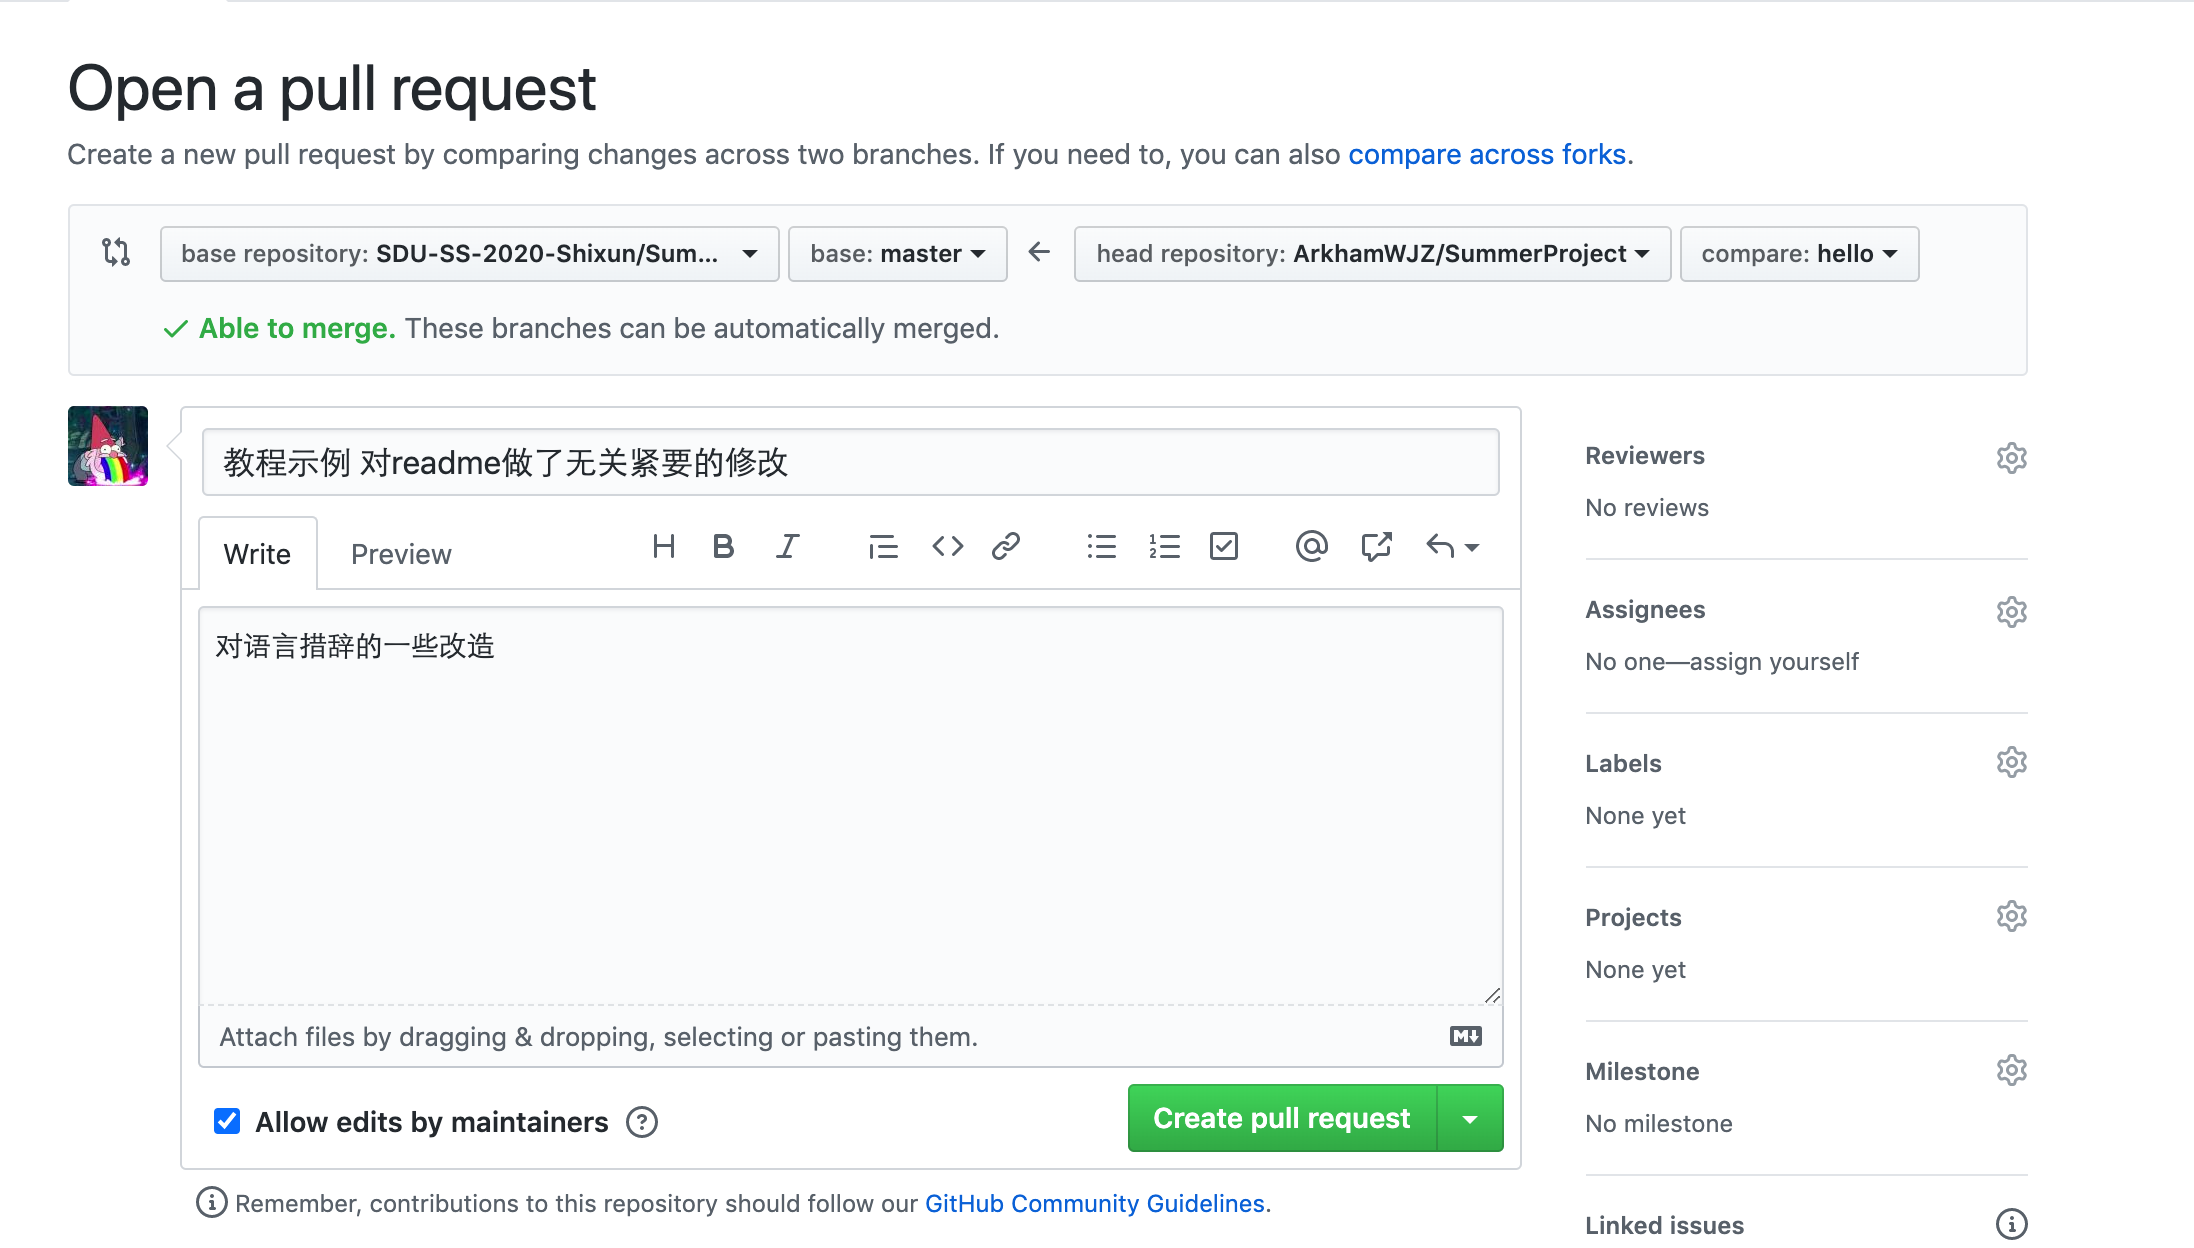 Open a pull request
Create a new pull request by comparing changes across two branches. If you need to, you can also compare across forks.
base repository: SDU-SS-2020-Shixun/Sum... base: master head repository: ArkhamWJZ/SummerProject compare: hello
Able to merge. These branches can be automatically merged.
教程示例 对readme做了无关紧要的修改
Write Preview
对语言措辞的一些改造
Attach files by dragging & dropping, selecting or pasting them.
Allow edits by maintainers
Create pull request
Remember, contributions to this repository should follow our GitHub Community Guidelines.
Reviewers
No reviews
Assignees
No one—assign yourself
Labels
None yet
Projects
None yet
Milestone
No milestone
Linked issues